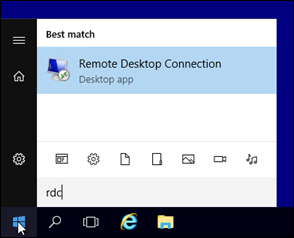 Best match
Remote Desktop Connection
Desktop app
rdc